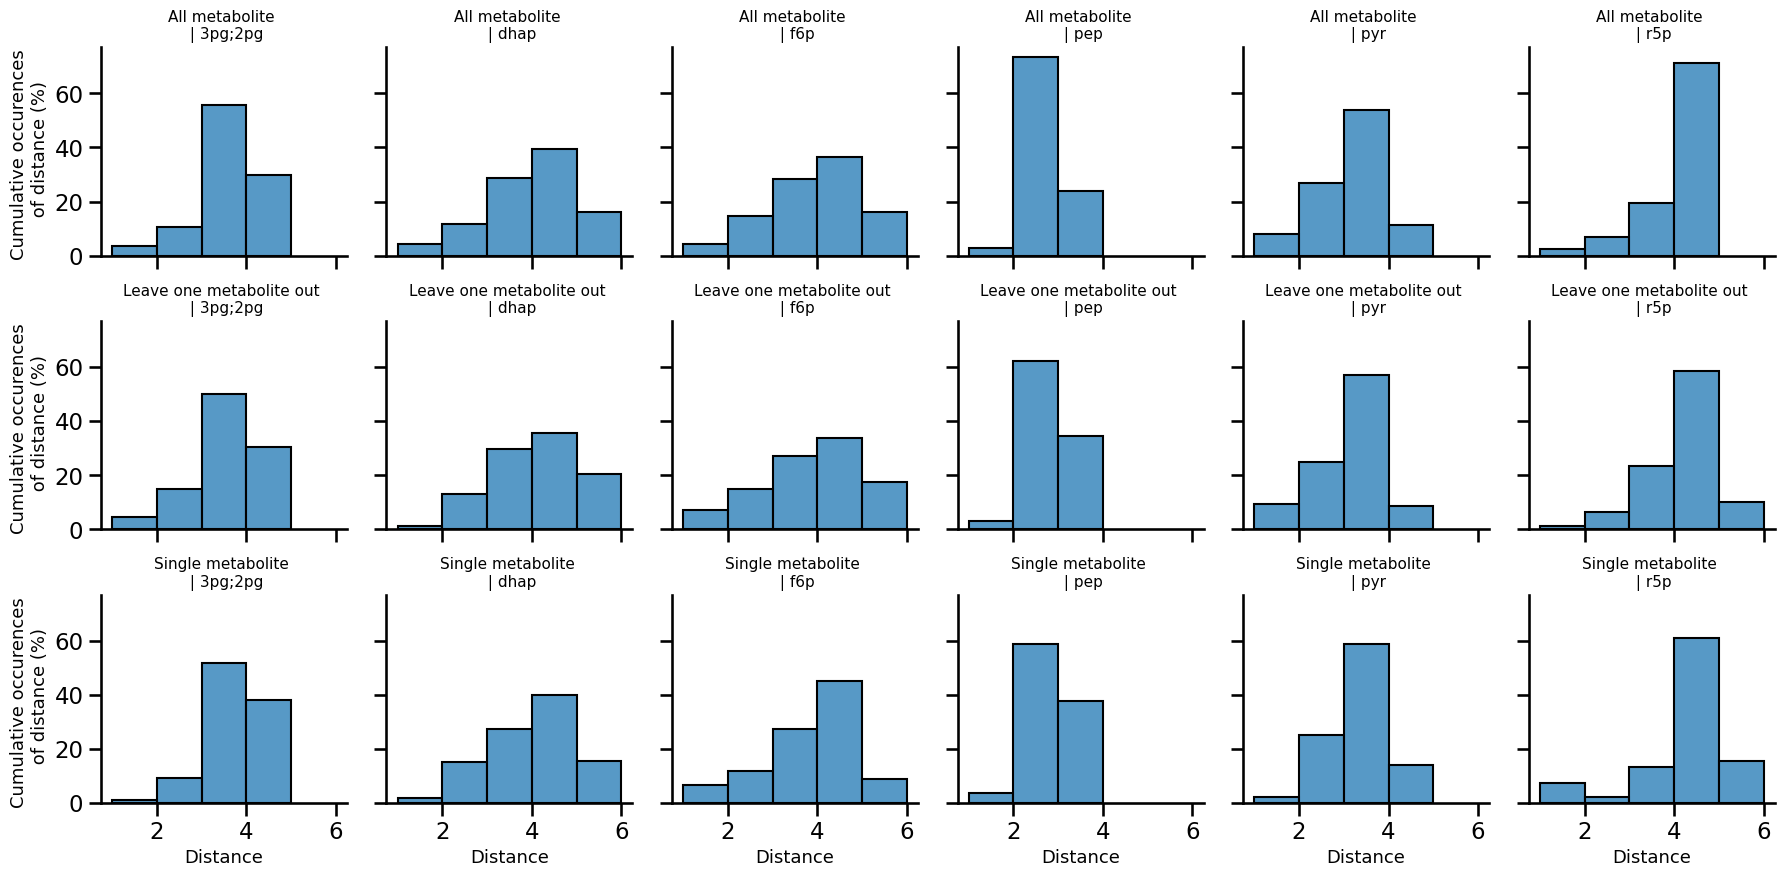 All metabolite
| 3pg;2pg
All metabolite
| dhap
All metabolite
| f6p
All metabolite
| pep
All metabolite
| pyr
All metabolite
| r5p
Cumulative occurences
of distance (%)
60
40
20
0
Leave one metabolite out
| 3pg;2pg
Leave one metabolite out
| dhap
Leave one metabolite out
| f6p
Leave one metabolite out
| pep
Leave one metabolite out
| pyr
Leave one metabolite out
| r5p
Cumulative occurences
of distance (%)
60
40
20
0
Single metabolite
| 3pg;2pg
Single metabolite
| dhap
Single metabolite
| f6p
Single metabolite
| pep
Single metabolite
| pyr
Single metabolite
| r5p
Cumulative occurences
of distance (%)
60
40
20
0
2 4 6
2 4 6
2 4 6
2 4 6
2 4 6
2 4 6
Distance
Distance
Distance
Distance
Distance
Distance